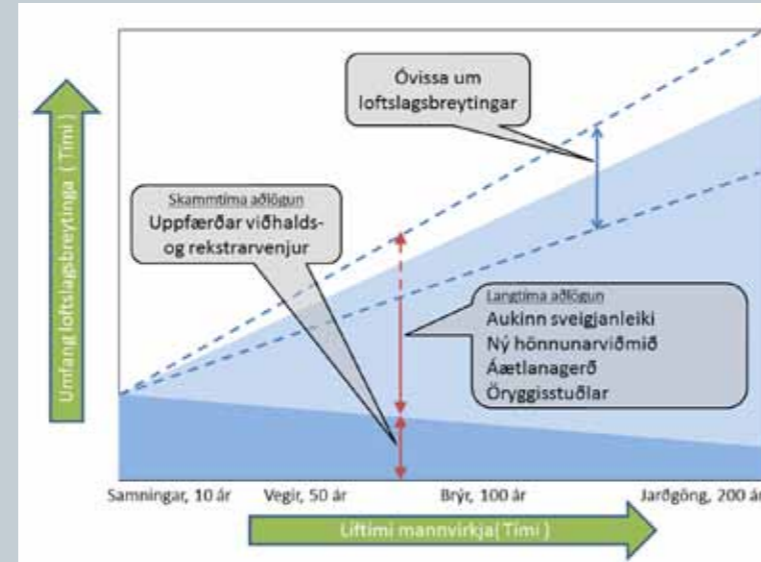 Umfang loftslagsbreytinga ( Tími )
Óvissa um
loftslagsbreytingar
Skammtíma aðlögun
Uppfærðar viðhalds-
og rekstrarvenjur
Langtíma aðlögun
Aukinn sveigjanleiki
Ný hönnunarviðmið
Áætlanagerð
Öryggisstuðlar
Samningar, 10 ár
Vegir, 50 ár
Brýr, 100 ár
Jarðgöng, 200 ár
Líftími mannvirkja( Tími )